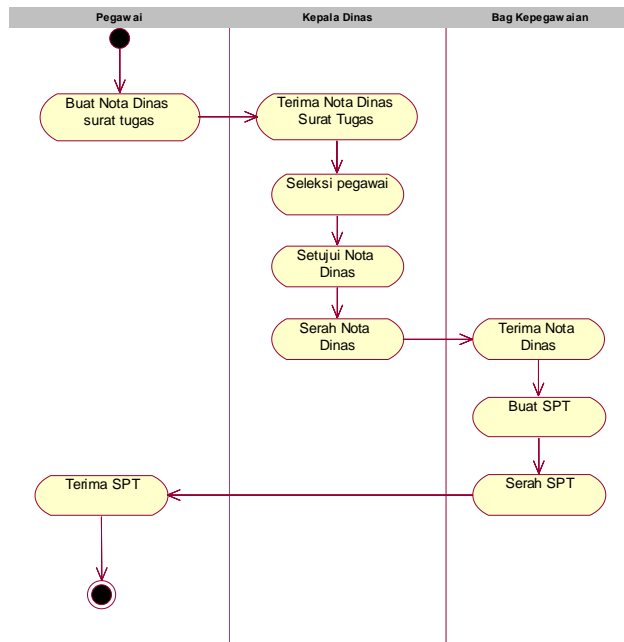 Pegawai
Kepala Dinas
Bag Kepegawaian
Buat Nota Dinas
surat tugas
Terima Nota Dinas
Surat Tugas
Seleksi pegawai
Setujui Nota
Dinas
Serah Nota
Dinas
Terima Nota
Dinas
Buat SPT
Serah SPT
Terima SPT